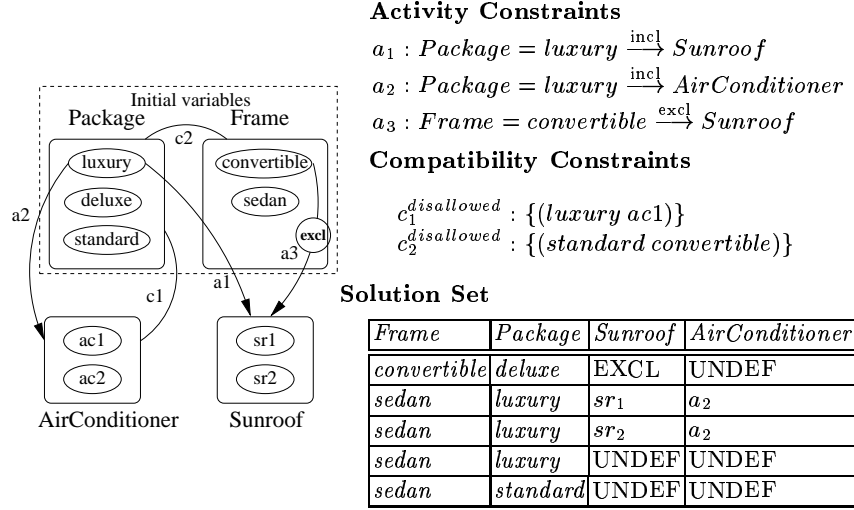 Initial variables
Package
Frame
c2
luxury
convertible
deluxe
sedan
standard
excl
a2
a3
a1
c1
ac1
sr1
ac2
sr2
AirConditioner
Sunroof
Activity Constraints
a1 : Package = luxury incl⟶ Sunroof
a2 : Package = luxury incl⟶ AirConditioner
a3 : Frame = convertible excl⟶ Sunroof
Compatibility Constraints
c1^disallowed : {(luxury ac1)}
c2^disallowed : {(standard convertible)}
Solution Set
Frame Package Sunroof AirConditioner
convertible deluxe EXCL UNDEF
sedan luxury sr1 a2
sedan luxury sr2 a2
sedan luxury UNDEF UNDEF
sedan standard UNDEF UNDEF